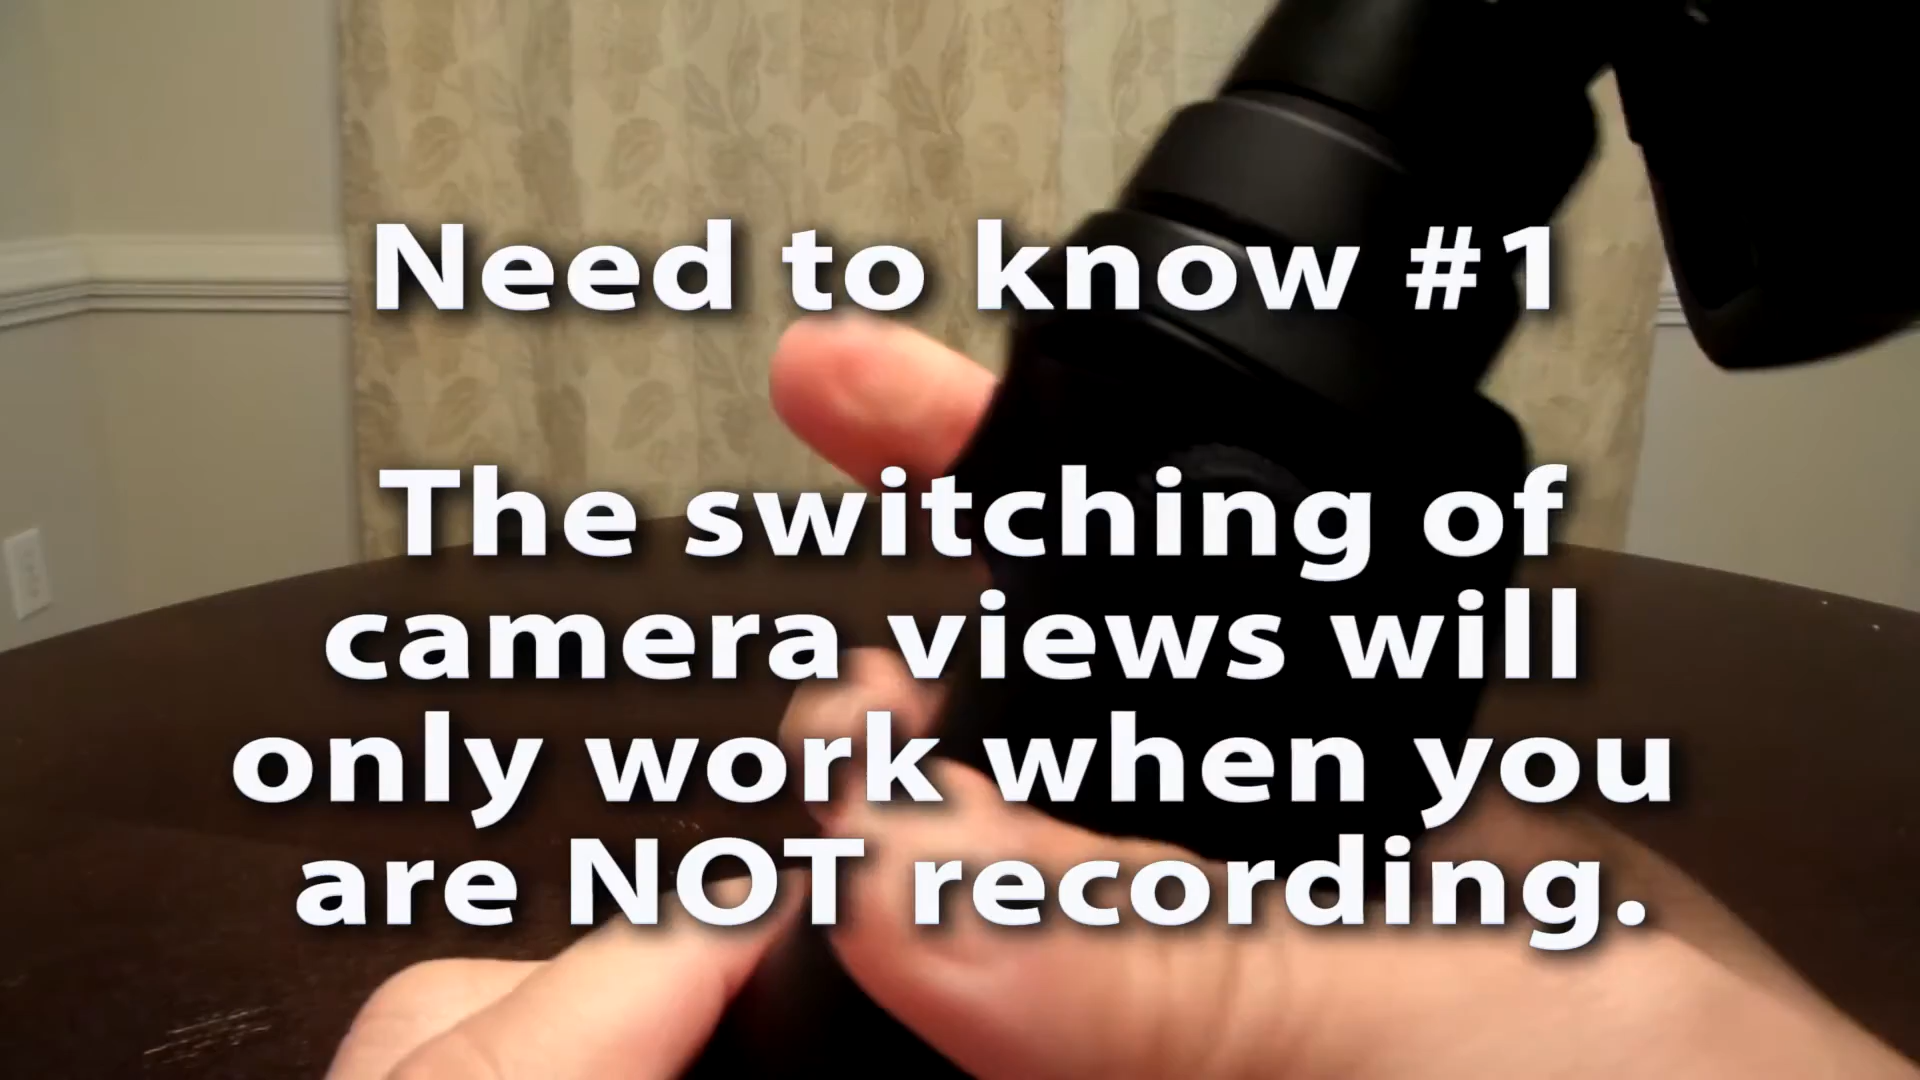 Need to know #1
The switching of
camera views will
only work when you
are NOT recording.